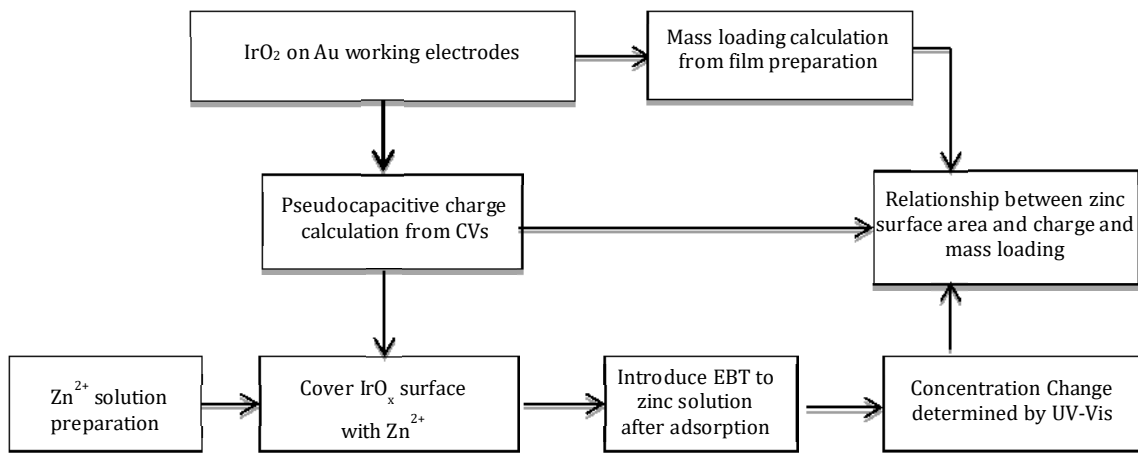 IrO₂ on Au working electrodes
Mass loading calculation
from film preparation
Pseudocapacitive charge
calculation from CVs
Relationship between zinc
surface area and charge and
mass loading
Zn²⁺ solution
preparation
Cover IrOₓ surface
with Zn²⁺
Introduce EBT to
zinc solution
after adsorption
Concentration Change
determined by UV-Vis